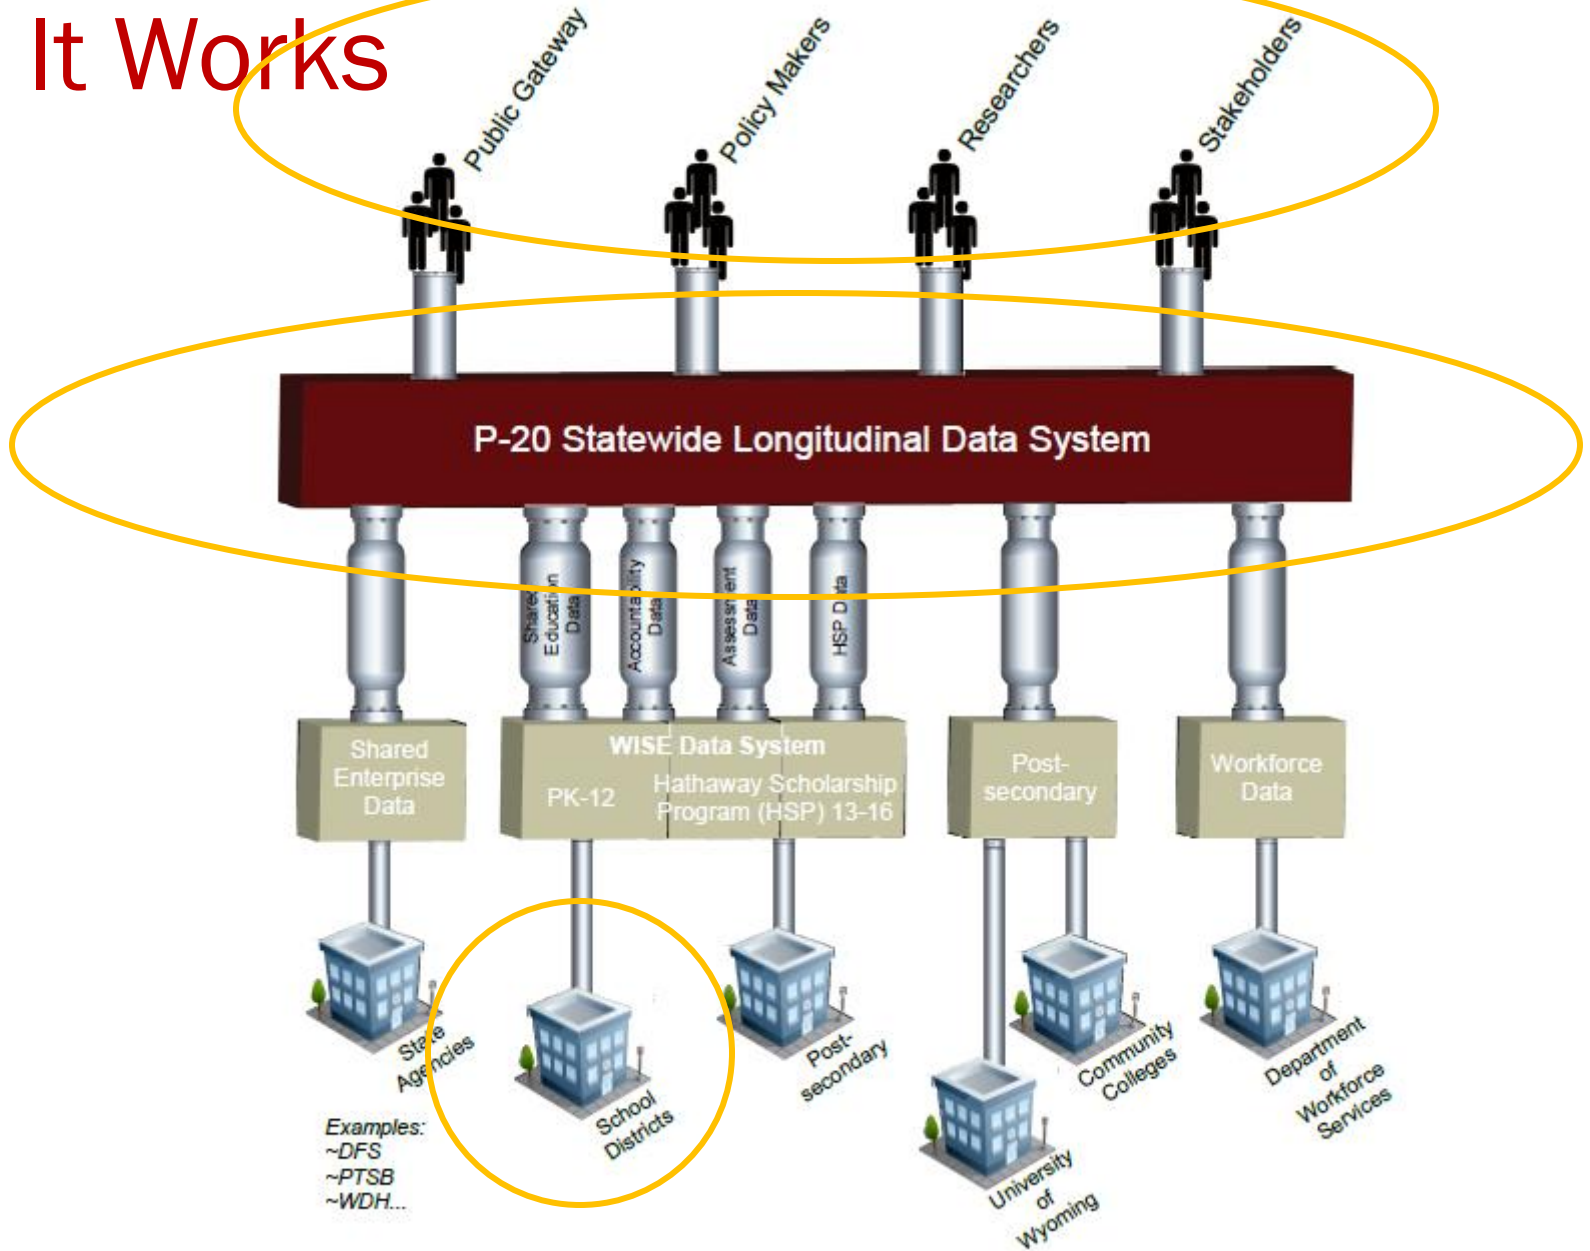 It Works
Public Gateway
Policy Makers
Researchers
Stakeholders
P-20 Statewide Longitudinal Data System
Shared
Education
Data
Accountability
Data
Assessment
Data
HSP Data
Shared
Enterprise
Data
WISE Data System
PK-12
Hathaway Scholarship
Program (HSP) 13-16
Post-
secondary
Workforce
Data
State
Agencies
School
Districts
Post-
secondary
University
of
Wyoming
Community
Colleges
Department
of
Workforce
Services
Examples:
~DFS
~PTSB
~WDH...